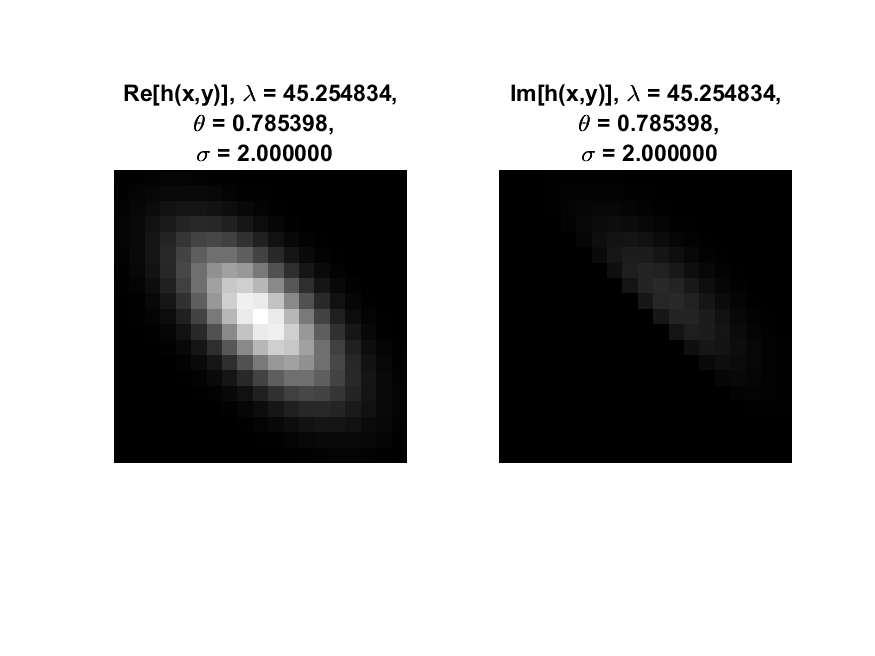 Re[h(x,y)], λ = 45.254834,
θ = 0.785398,
σ = 2.000000
Im[h(x,y)], λ = 45.254834,
θ = 0.785398,
σ = 2.000000